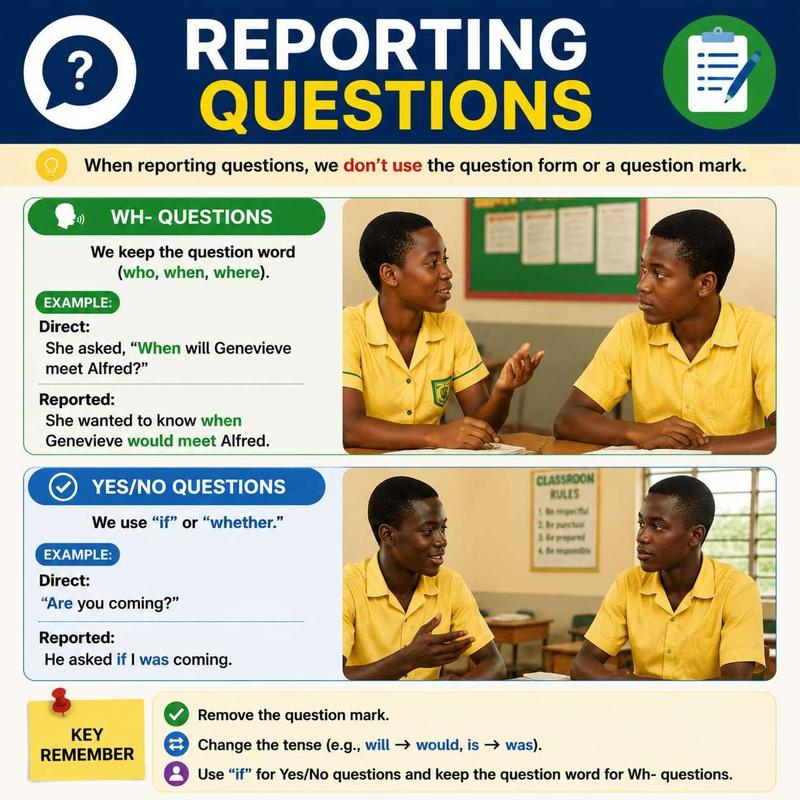 ?
REPORTING
QUESTIONS
When reporting questions, we don't use the question form or a question mark.
WH- QUESTIONS
We keep the question word
(who, when, where).
EXAMPLE:
Direct:
She asked, “When will Genevieve
meet Alfred?”
Reported:
She wanted to know when
Genevieve would meet Alfred.
YES/NO QUESTIONS
We use “if” or “whether.”
EXAMPLE:
Direct:
“Are you coming?”
Reported:
He asked if I was coming.
CLASSROOM
RULES
1. Be respectful
2. Be punctual
3. Be prepared
4. Be responsible
KEY
REMEMBER
Remove the question mark.
Change the tense (e.g., will → would, is → was).
Use “if” for Yes/No questions and keep the question word for Wh- questions.